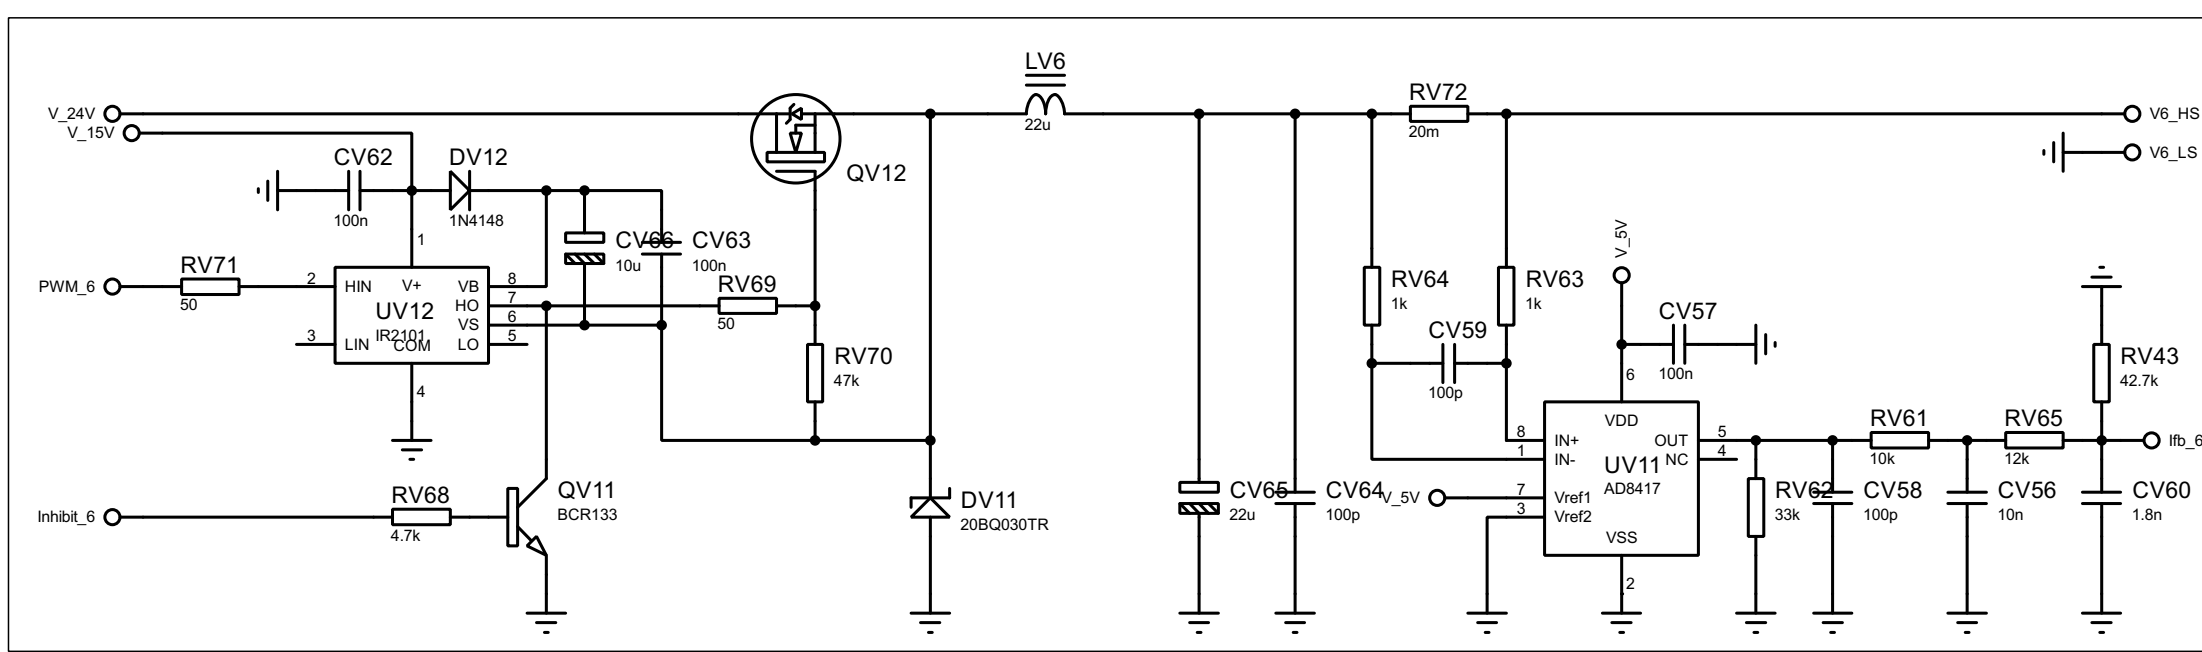 LV6
22u
RV72
20m
V_24V
V_15V
V6_HS
V6_LS
CV62
100n
DV12
1N4148
QV12
1
CV66
10u
CV63
100n
V_5V
PWM_6
RV71
50
2
HIN
V+
VB
8
UV12
HO
7
VS
6
IR2101
3
LIN
COM
LO
5
4
RV69
50
RV70
47k
RV64
1k
RV63
1k
CV59
100p
CV57
100n
6
RV43
42.7k
Inhibit_6
RV68
4.7k
QV11
BCR133
DV11
20BQ030TR
CV65
22u
CV64
100p
V_5V
8
IN+
1
IN-
VDD
OUT
5
NC
4
UV11
AD8417
7
Vref1
3
Vref2
VSS
2
RV61
10k
RV65
12k
Ifb_6
RV62
33k
CV58
100p
CV56
10n
CV60
1.8n